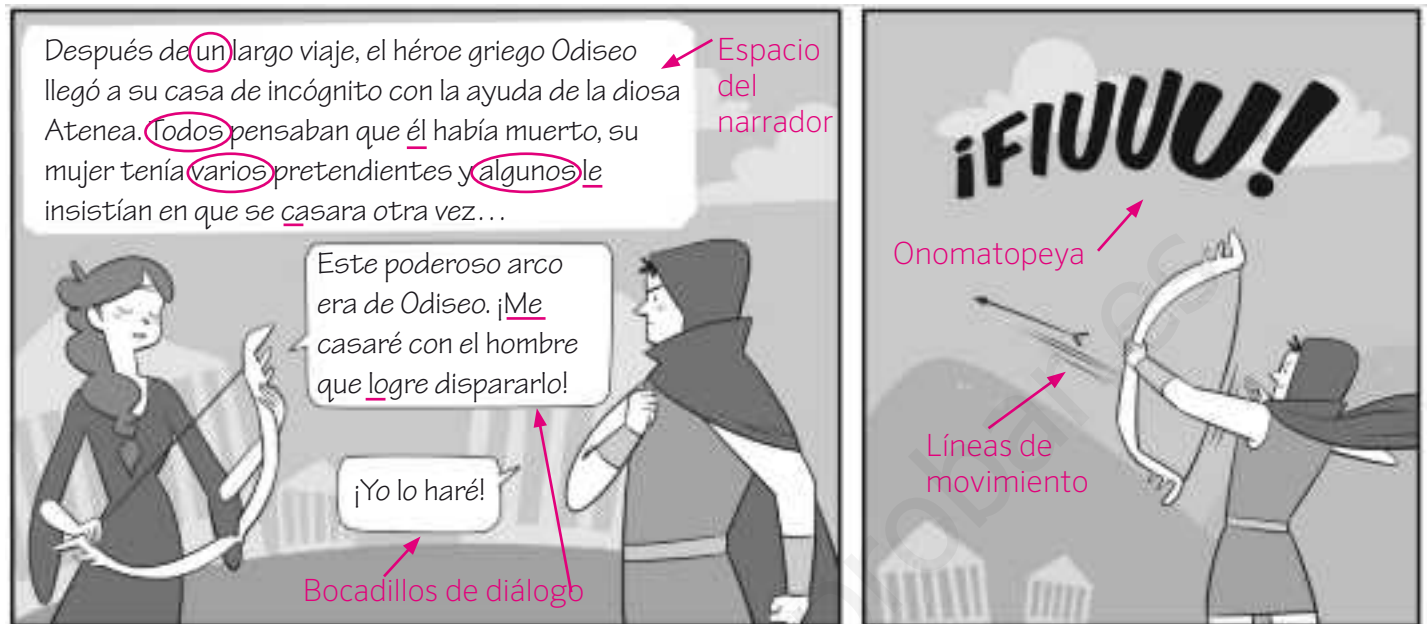 Después de un largo viaje, el héroe griego Odiseo
llegó a su casa de incógnito con la ayuda de la diosa
Atenea. Todos pensaban que él había muerto, su
mujer tenía varios pretendientes y algunos le
insistían en que se casara otra vez...
Espacio
del
narrador
Este poderoso arco
era de Odiseo. ¡Me
casaré con el hombre
que logre dispararlo!
¡Yo lo haré!
Bocadillos de diálogo
¡FIUUU!
Onomatopeya
Líneas de
movimiento